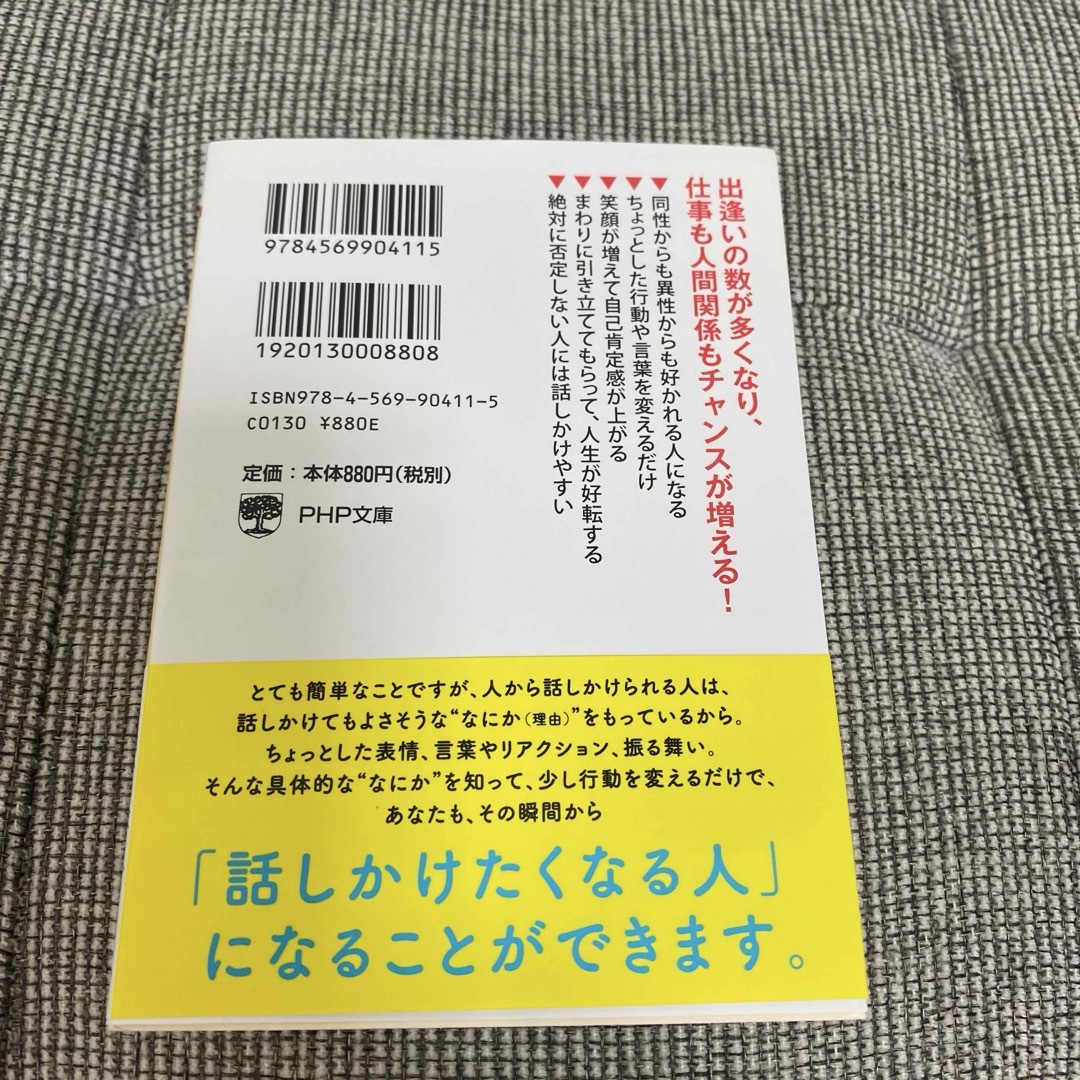 出逢いの数が多くなり、
仕事も人間関係もチャンスが増える！
▼同性からも異性からも好かれる人になる
▼ちょっとした行動や言葉を変えるだけ
▼笑顔が増えて自己肯定感が上がる
▼まわりに引き立ててもらって、人生が好転する
▼絶対に否定しない人には話しかけやすい
9784569904115
1920130008808
ISBN978-4-569-90411-5
C0130 ¥880E
定価：本体880円(税別)
PHP文庫
とても簡単なことですが、人から話しかけられる人は、
話しかけてもよさそうな“なにか（理由）”をもっているから。
ちょっとした表情、言葉やリアクション、振る舞い。
そんな具体的な“なにか”を知って、少し行動を変えるだけで、
あなたも、その瞬間から
「話しかけたくなる人」
になることができます。